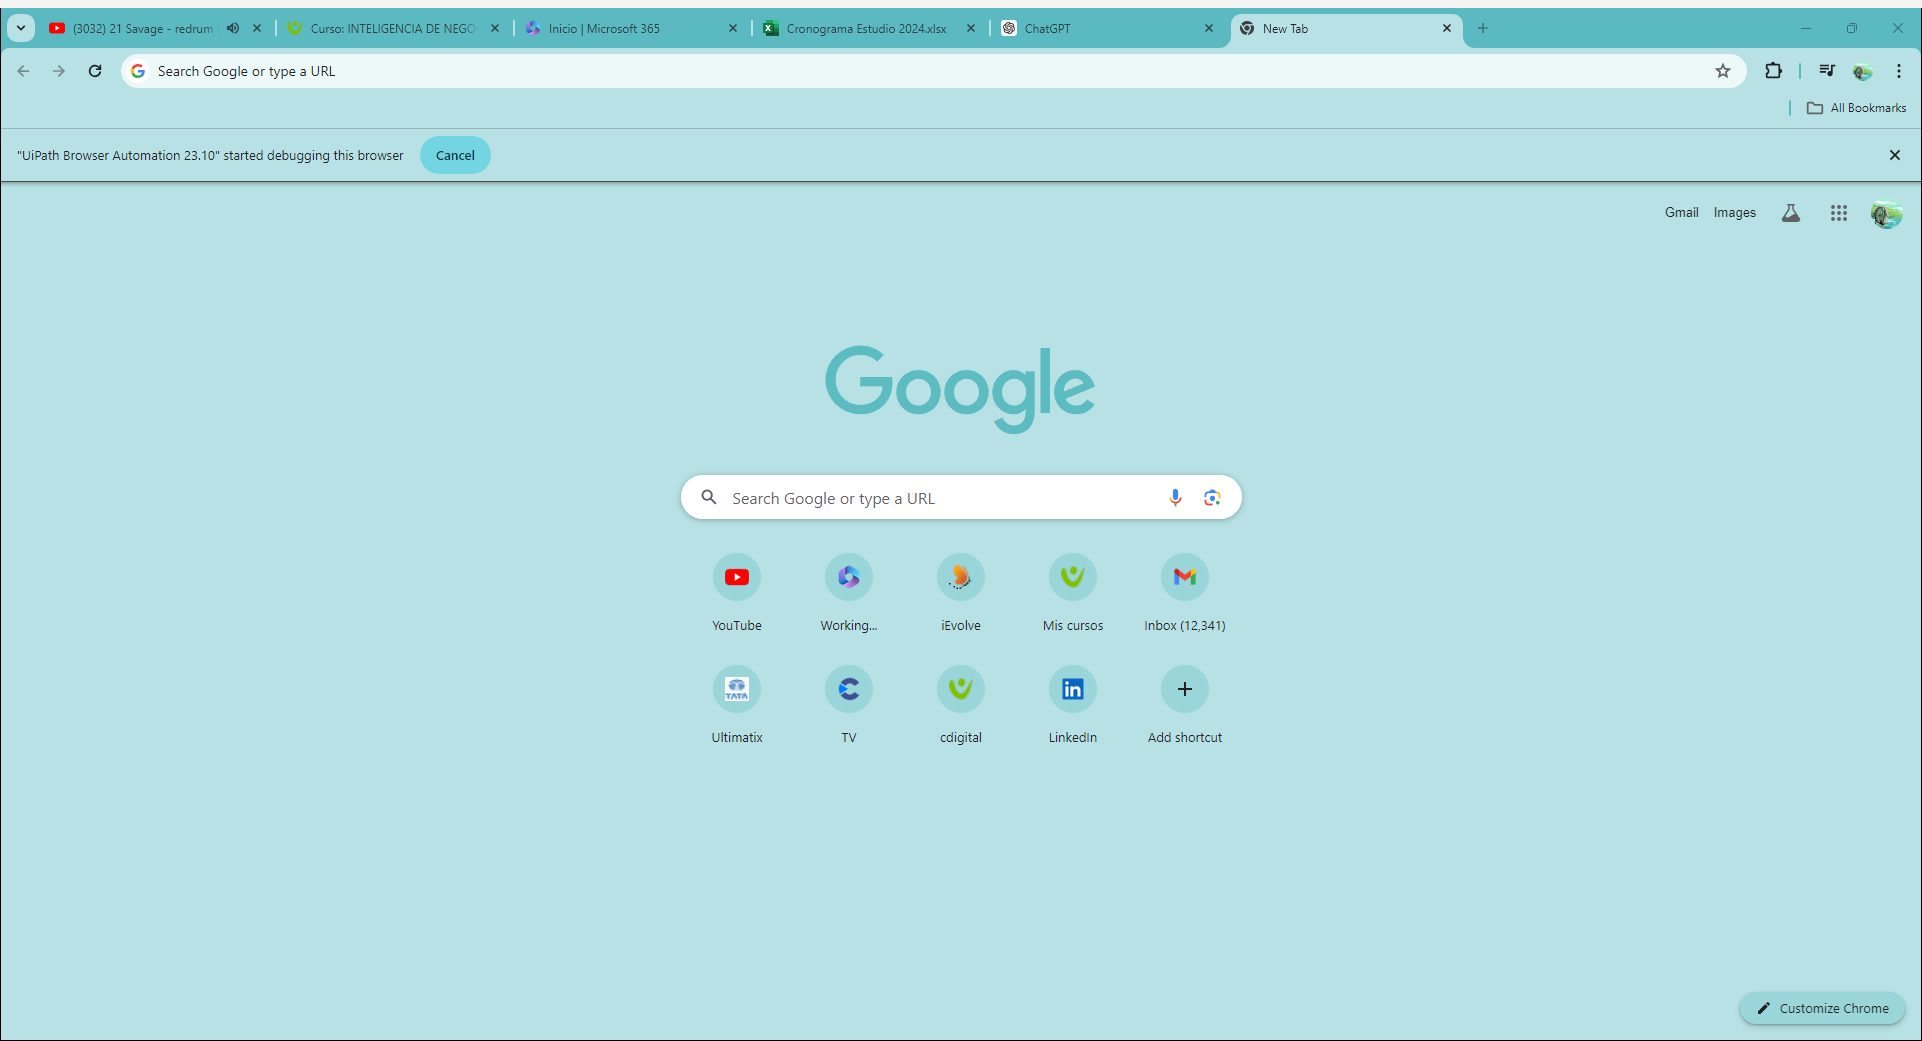 (3032) 21 Savage - redrum
Curso: INTELIGENCIA DE NEGO
Inicio | Microsoft 365
Cronograma Estudio 2024.xlsx
ChatGPT
New Tab
Search Google or type a URL
All Bookmarks
"UiPath Browser Automation 23.10" started debugging this browser
Cancel
Gmail
Images
Google
Search Google or type a URL
YouTube
Working...
iEvolve
Mis cursos
Inbox (12,341)
TATA
Ultimatix
TV
cdigital
in
LinkedIn
Add shortcut
Customize Chrome